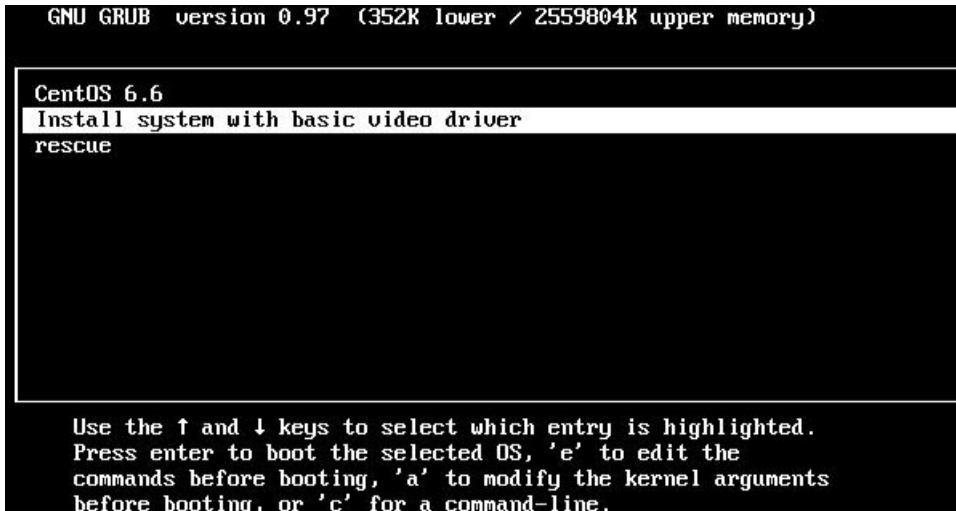 GNU GRUB version 0.97 (352K lower / 2559804K upper memory)
CentOS 6.6
Install system with basic video driver
rescue
Use the ↑ and ↓ keys to select which entry is highlighted.
Press enter to boot the selected OS, 'e' to edit the
commands before booting, 'a' to modify the kernel arguments
before booting, or 'c' for a command-line.